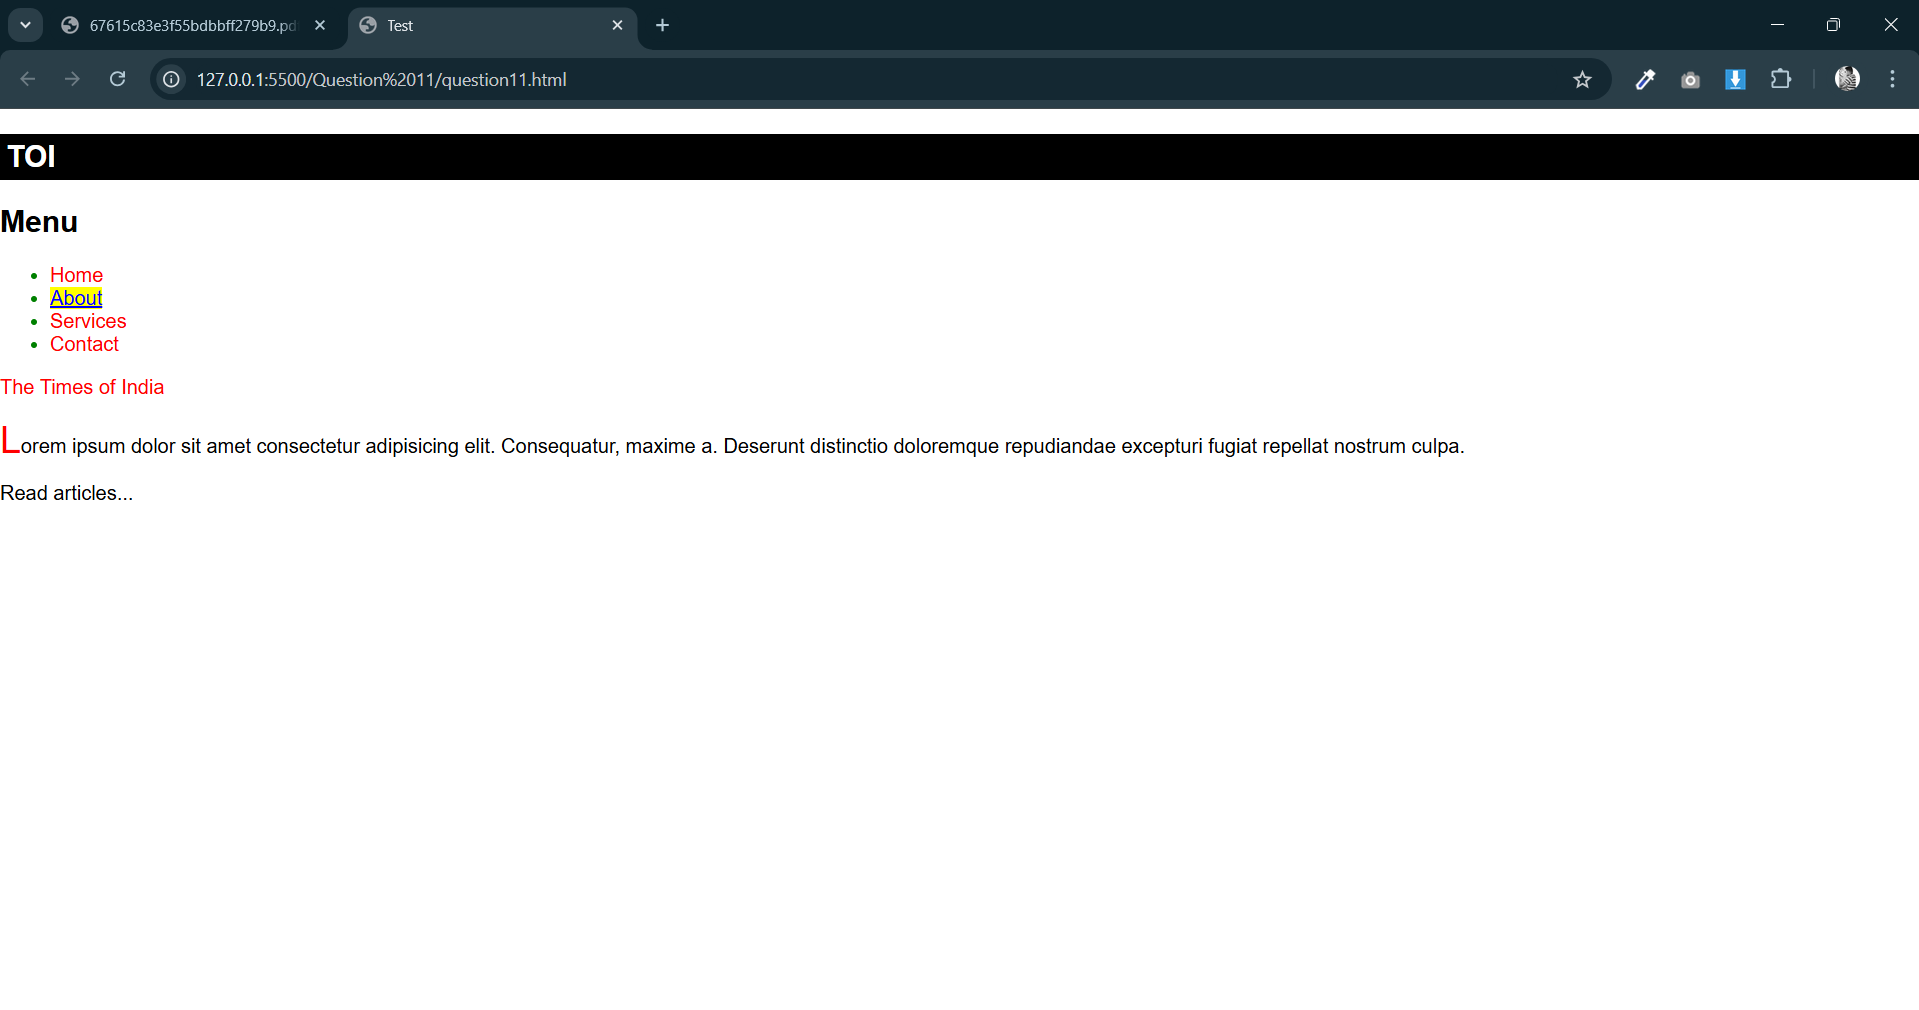 67615c83e3f55bdbbff279b9.pd
Test
127.0.0.1:5500/Question%2011/question11.html
TOI
Menu
Home
About
Services
Contact
The Times of India
Lorem ipsum dolor sit amet consectetur adipisicing elit. Consequatur, maxime a. Deserunt distinctio doloremque repudiandae excepturi fugiat repellat nostrum culpa.
Read articles...